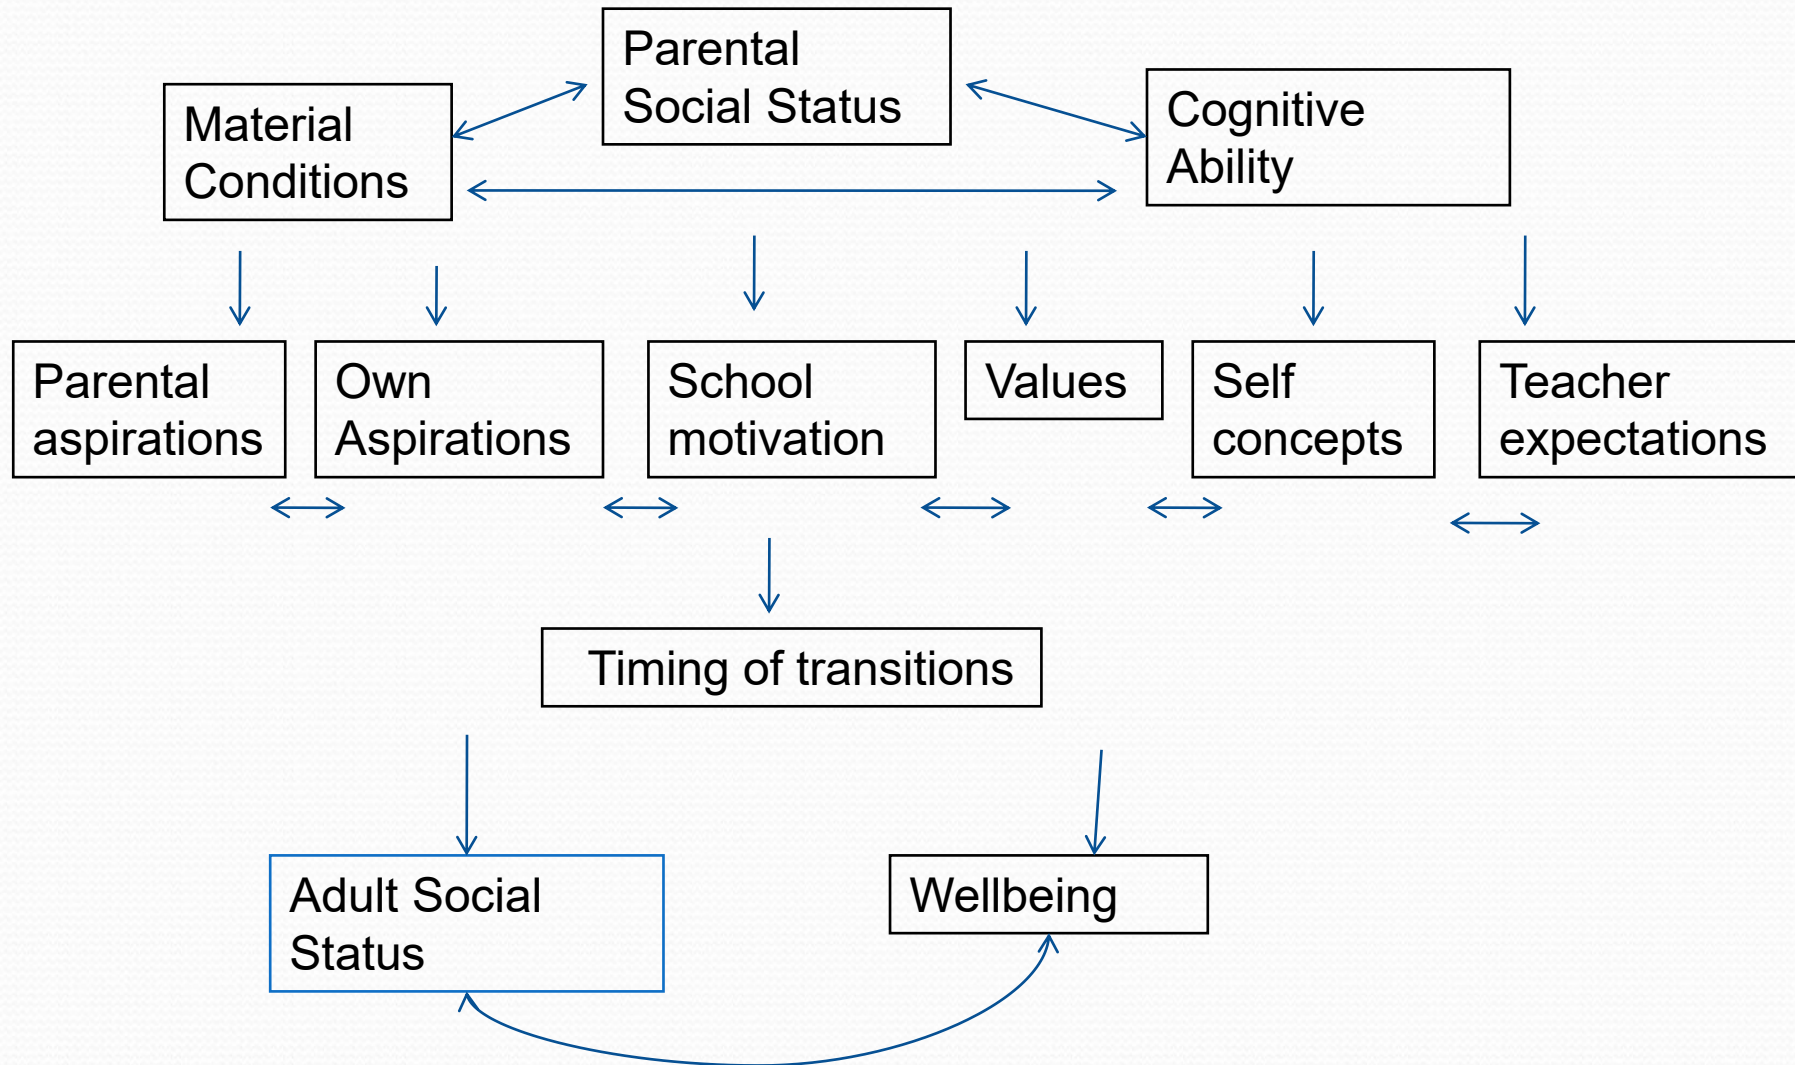 Parental
Social Status
Material
Conditions
Cognitive
Ability
Parental
aspirations
Own
Aspirations
School
motivation
Values
Self
concepts
Teacher
expectations
Timing of transitions
Adult Social
Status
Wellbeing